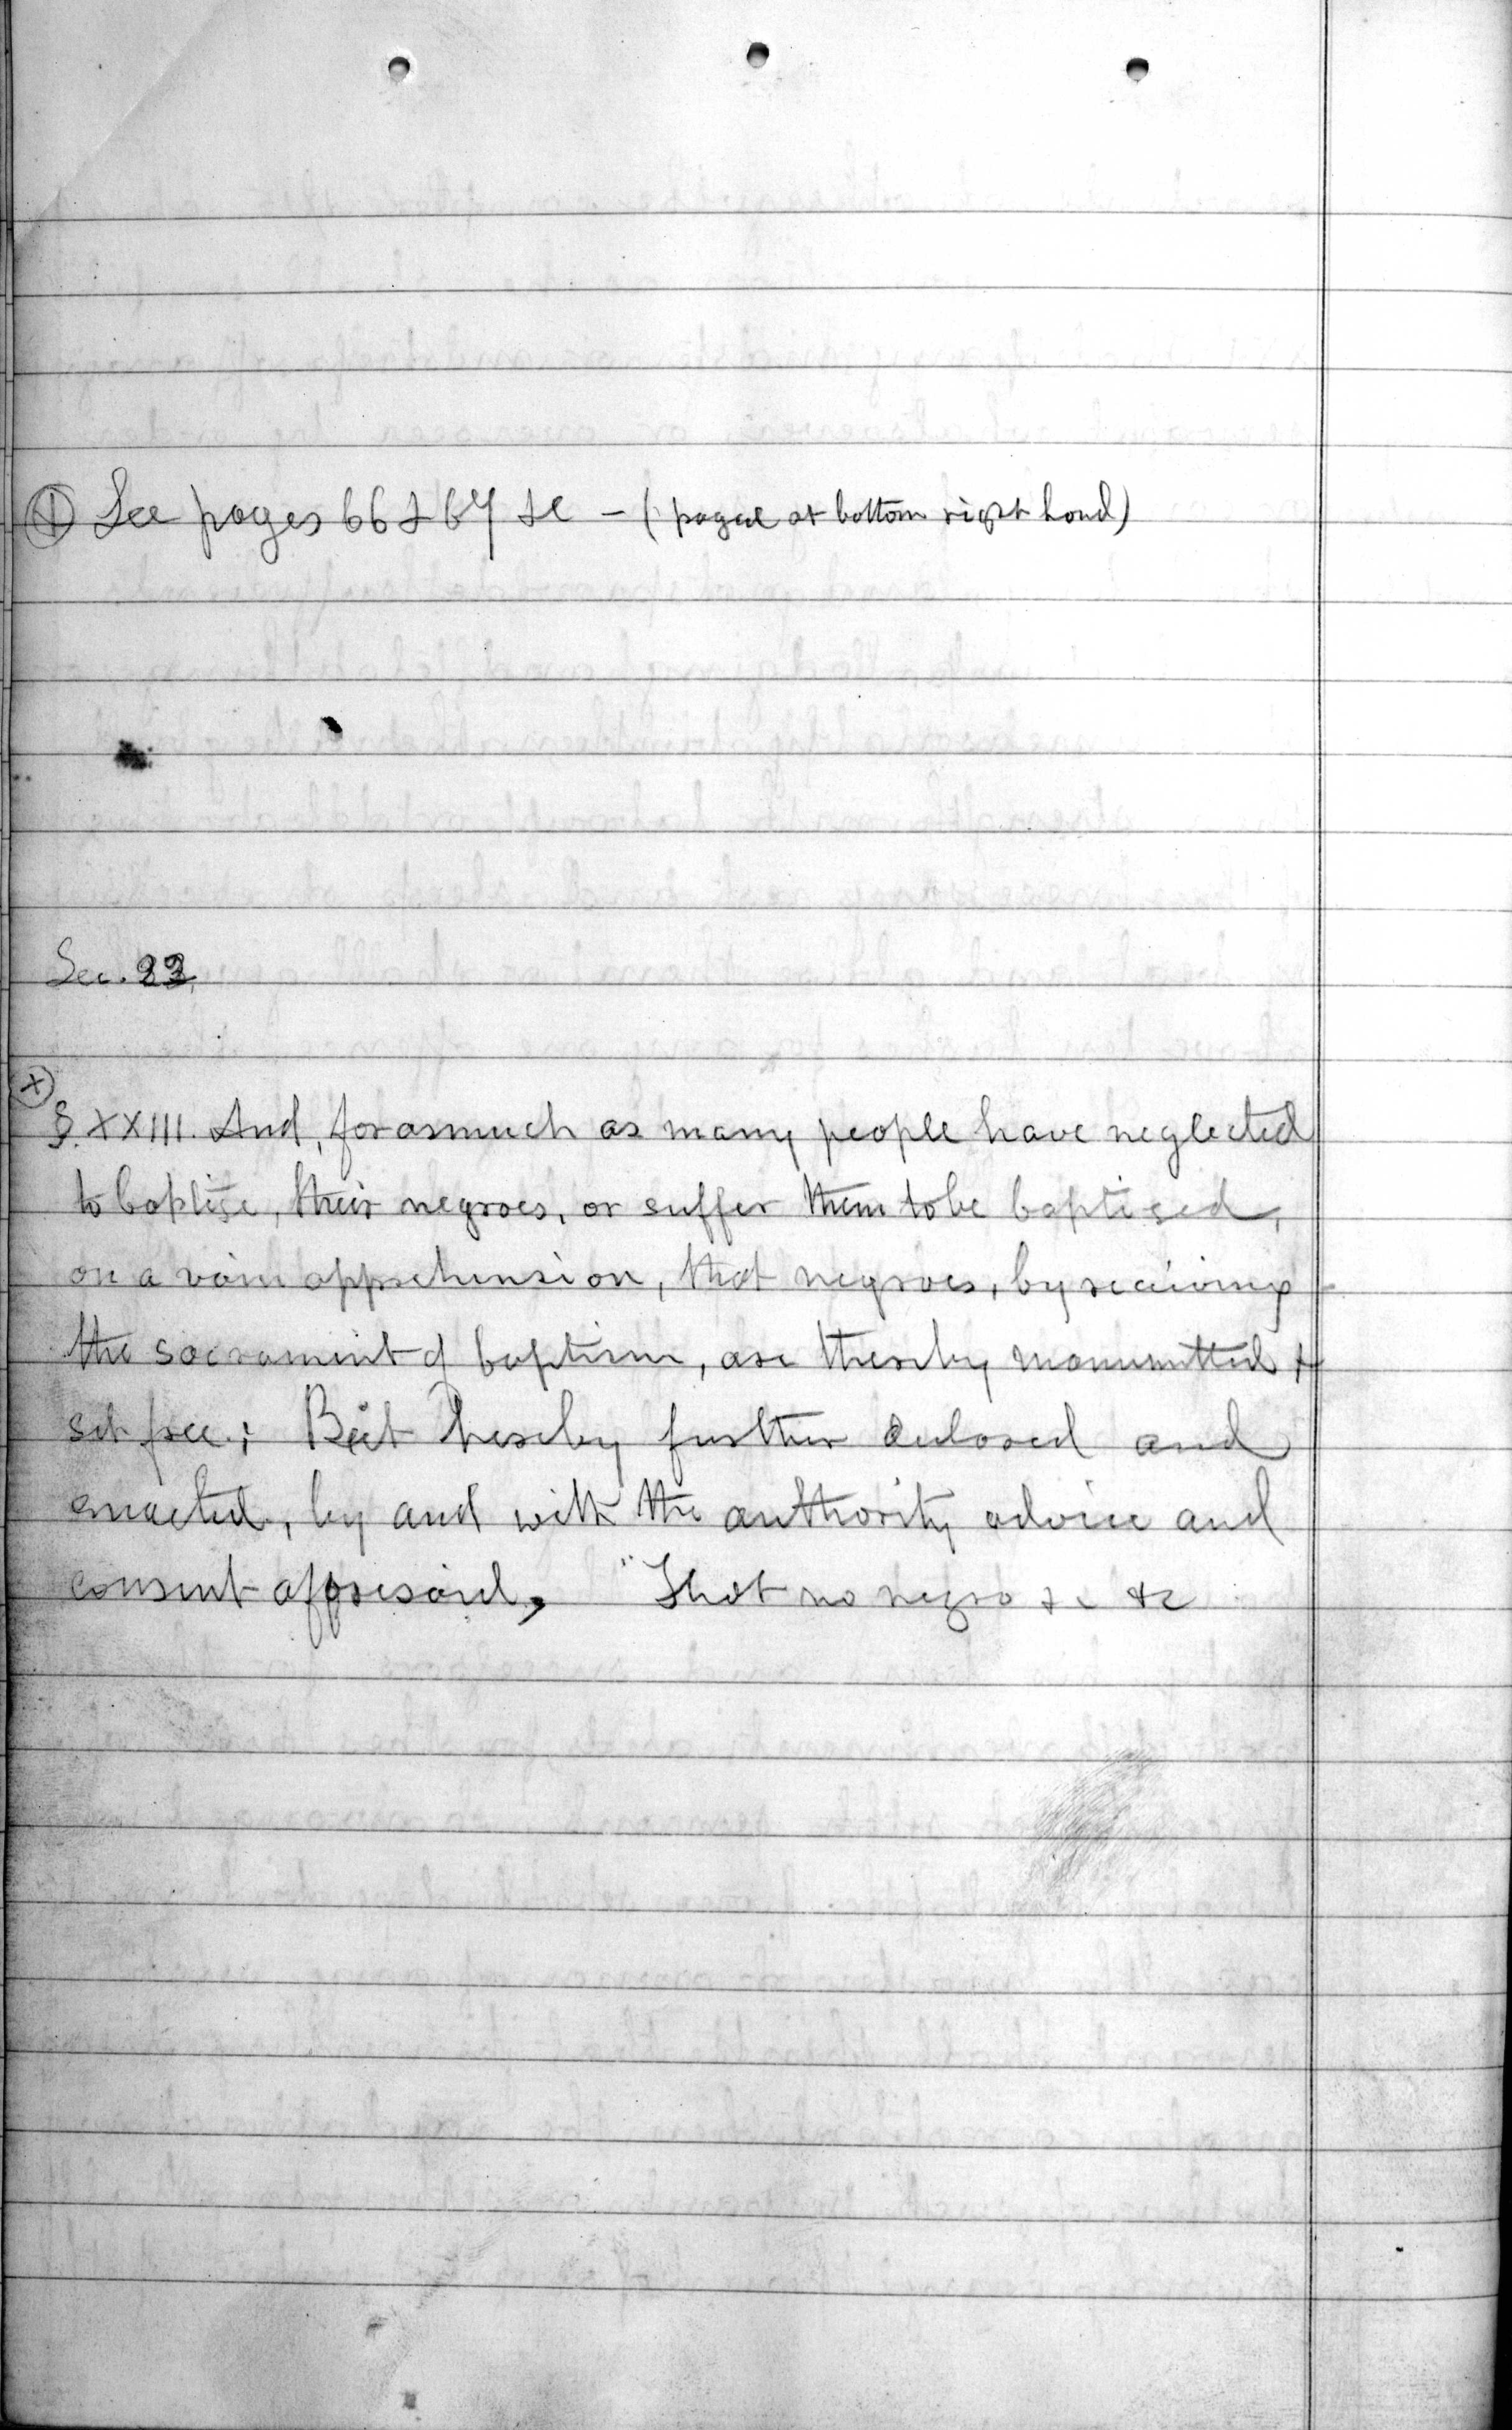 ① See pages 66 & 67 &c - (paged at bottom right hand)
Sec. 23
(x)
§. XXIII. And, forasmuch as many people have neglected
to baptise, their negroes, or suffer them to be baptised,
on a vain apprehension, that negroes, by receiving
the sacrament of baptism, are thereby manumitted &
set free; Be it hereby further declared and
enacted, by and with the authority advice and
consent afforesaid, "That no negro &c &c